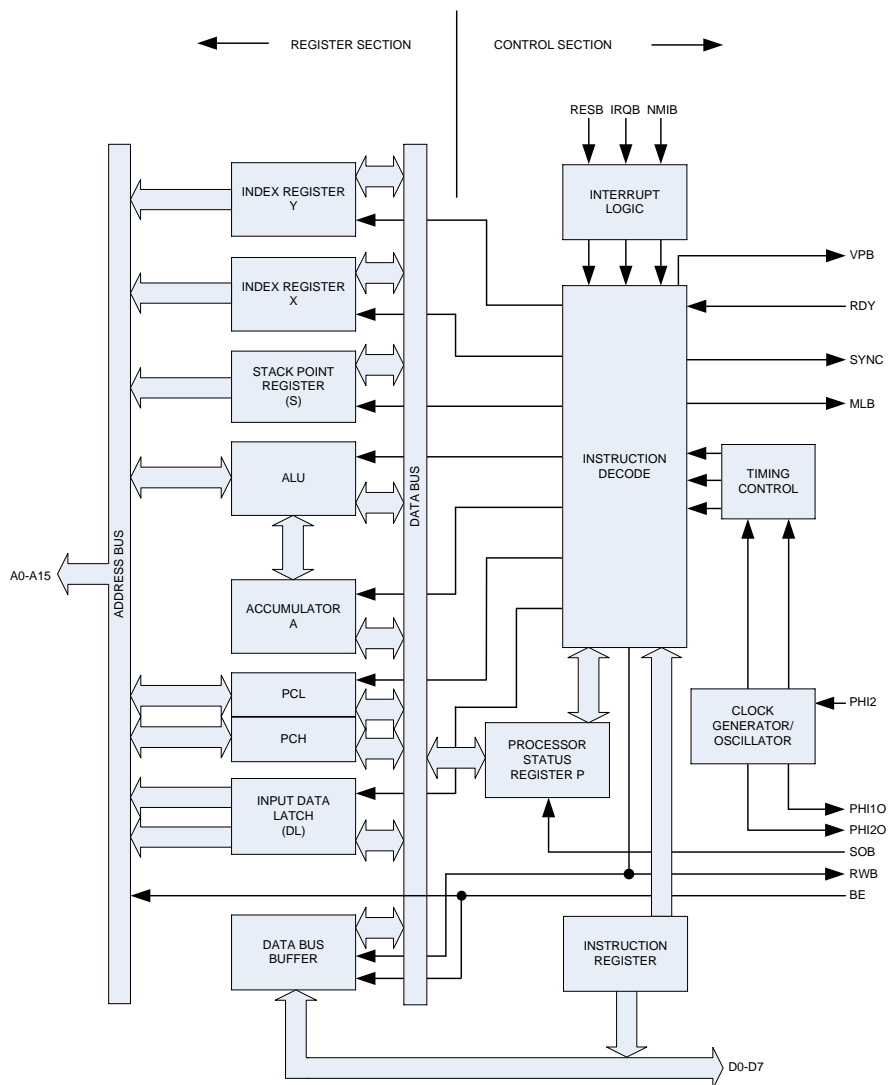 REGISTER SECTION
CONTROL SECTION
RESB
IRQB
NMIB
INTERRUPT
LOGIC
INDEX REGISTER
Y
INDEX REGISTER
X
STACK POINT
REGISTER
(S)
ALU
ACCUMULATOR
A
PCL
PCH
INPUT DATA
LATCH
(DL)
DATA BUS
BUFFER
ADDRESS BUS
DATA BUS
A0-A15
INSTRUCTION
DECODE
PROCESSOR
STATUS
REGISTER P
INSTRUCTION
REGISTER
TIMING
CONTROL
CLOCK
GENERATOR/
OSCILLATOR
VPB
RDY
SYNC
MLB
PHI2
PHI1O
PHI2O
SOB
RWB
BE
D0-D7